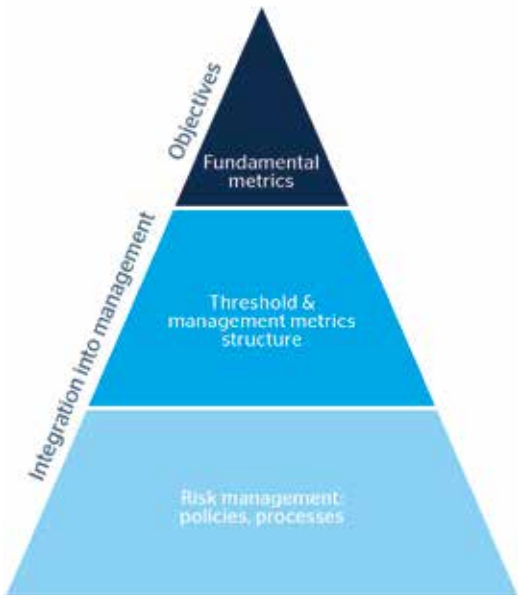 Objectives
Fundamental
metrics
Integration into management
Threshold &
management metrics
structure
Risk management:
policies, processes